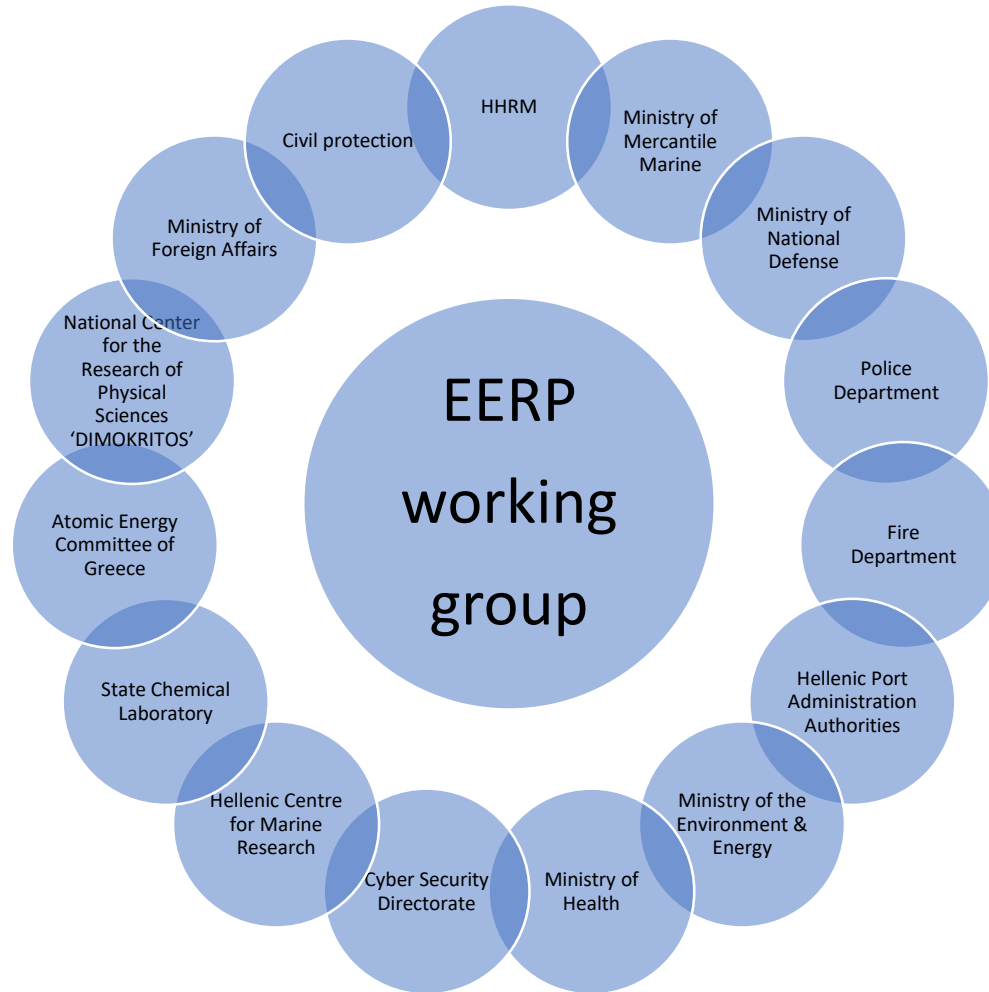 HHRM
Ministry of
Mercantile
Marine
Ministry of
National
Defense
Police
Department
Fire
Department
Hellenic Port
Administration
Authorities
Ministry of the
Environment &
Energy
Ministry of
Health
Cyber Security
Directorate
Hellenic Centre
for Marine
Research
State Chemical
Laboratory
Atomic Energy
Committee of
Greece
National Center
for the
Research of
Physical
Sciences
‘DIMOKRITOS’
Ministry of
Foreign Affairs
Civil protection
EERP
working
group